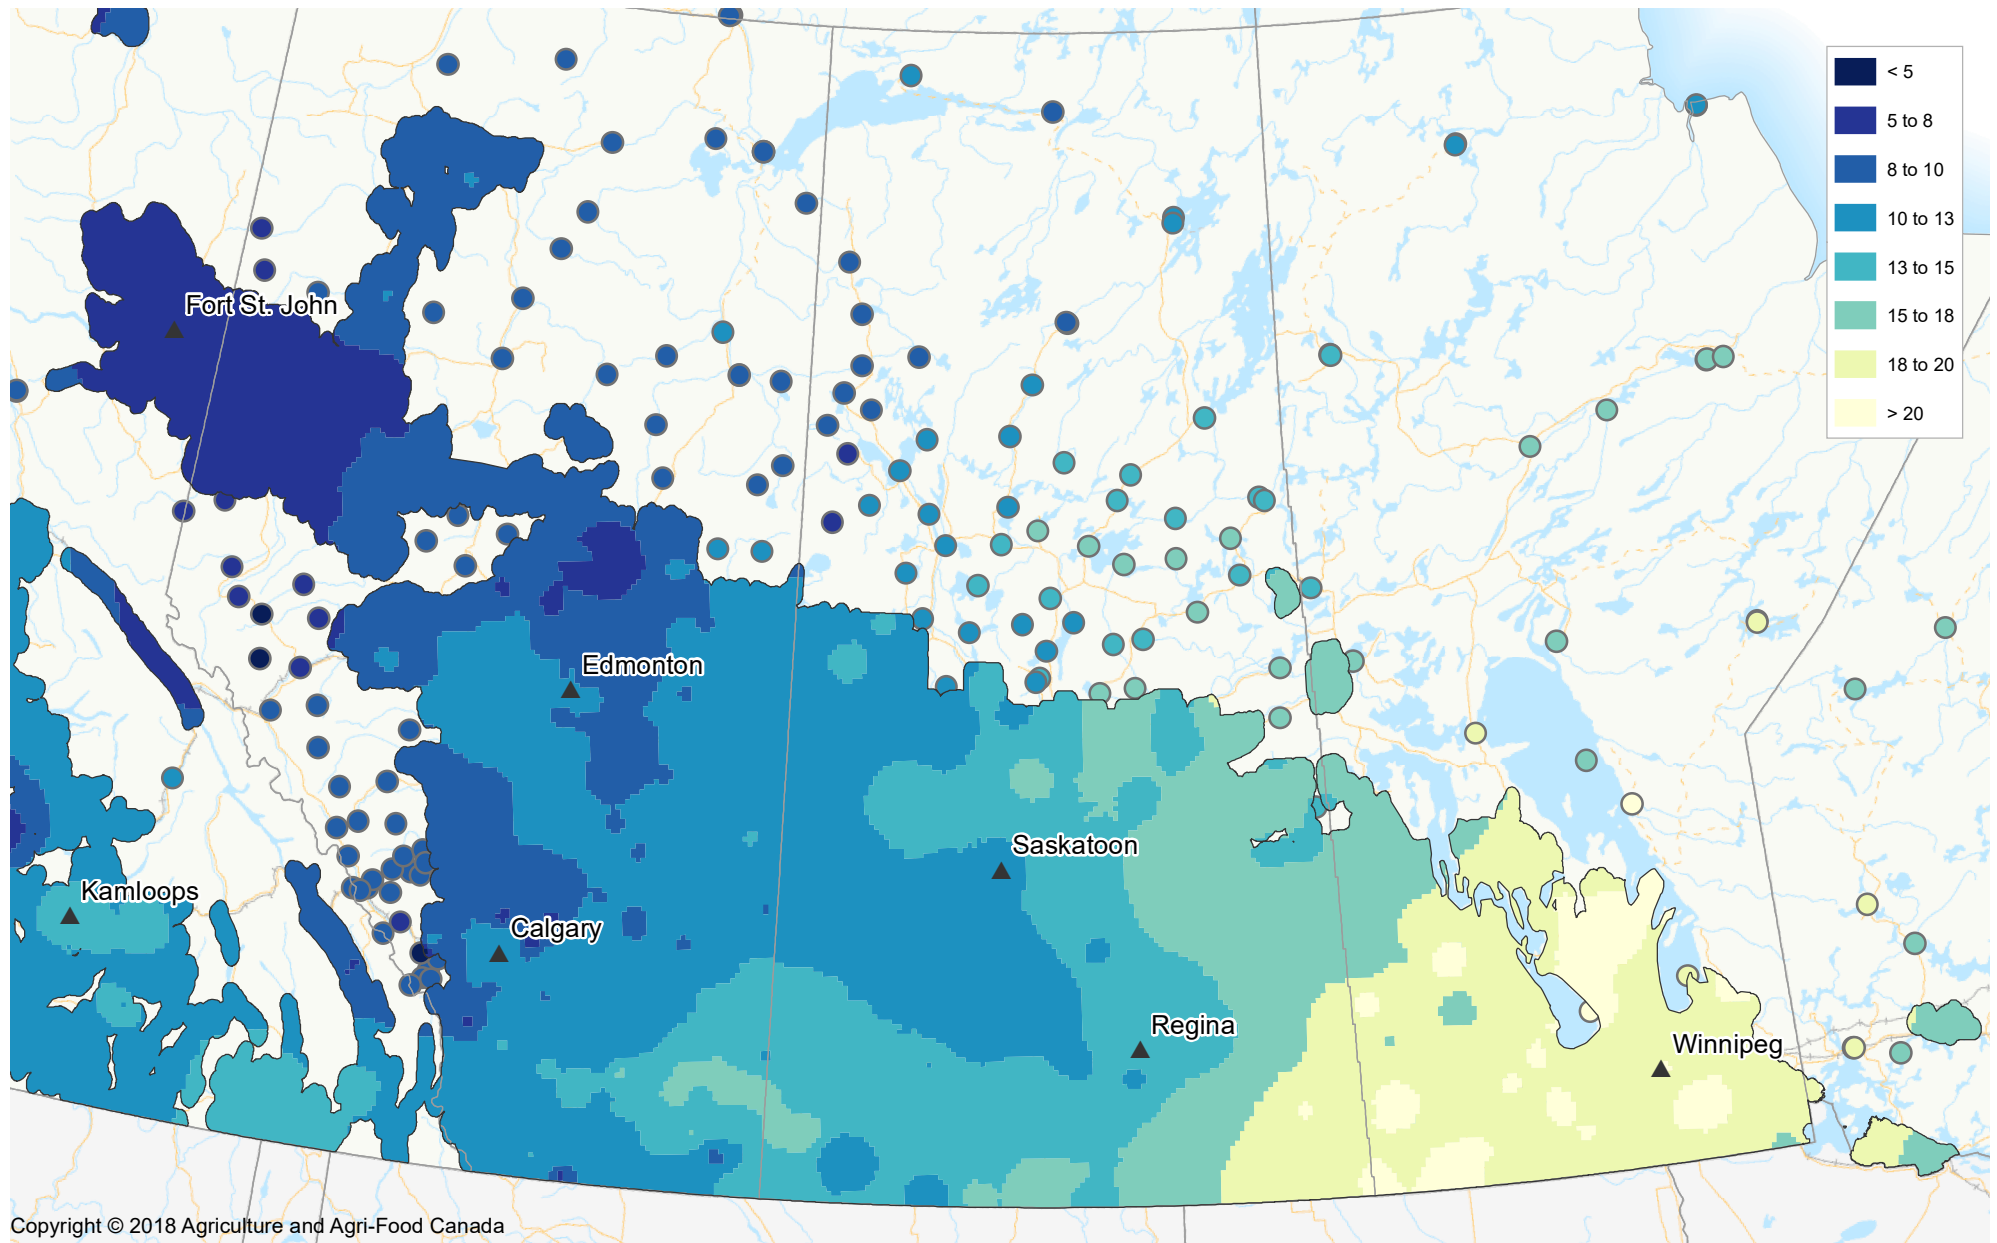 < 5
5 to 8
8 to 10
10 to 13
13 to 15
15 to 18
18 to 20
> 20
Fort St. John
Edmonton
Saskatoon
Kamloops
Calgary
Regina
Winnipeg
Copyright © 2018 Agriculture and Agri-Food Canada